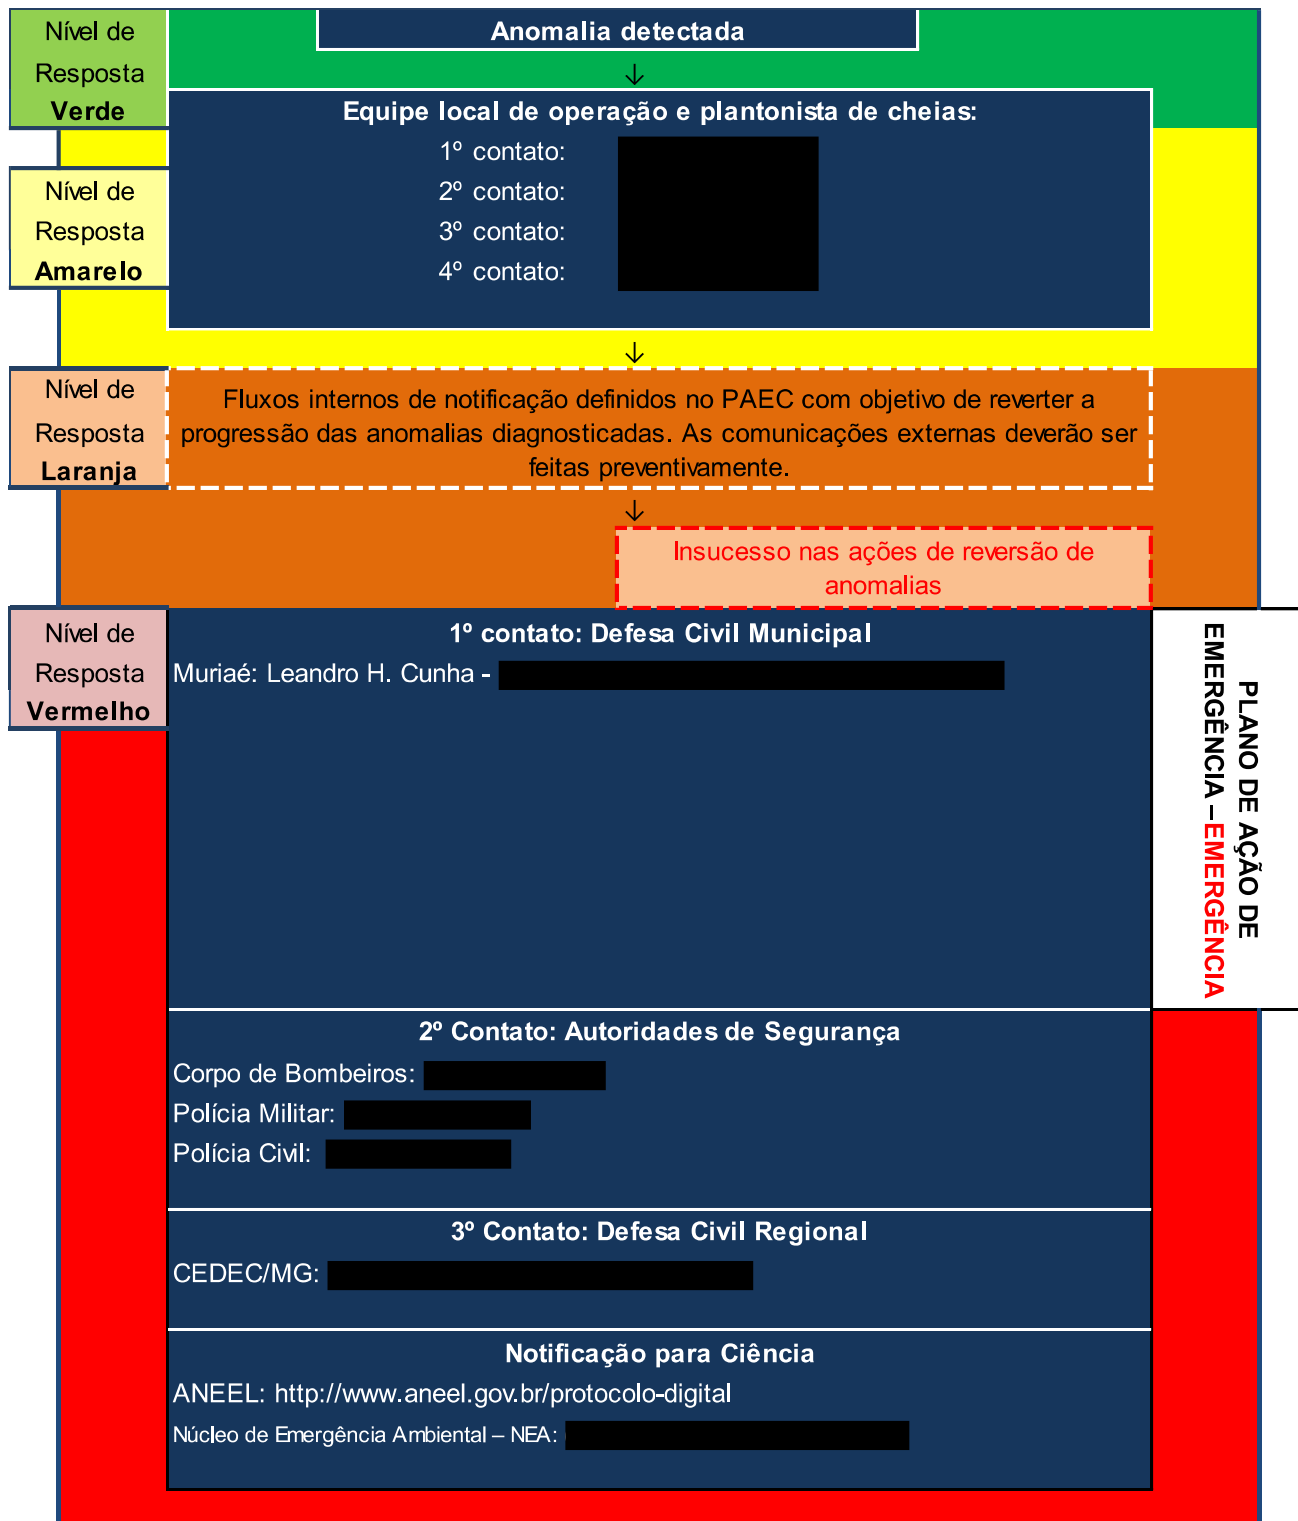 Nível de
Resposta
Verde
Anomalia detectada
↓
Equipe local de operação e plantonista de cheias:
1º contato:
2º contato:
3º contato:
4º contato:
Nível de
Resposta
Amarelo
↓
Nível de
Resposta
Laranja
Fluxos internos de notificação definidos no PAEC com objetivo de reverter a
progressão das anomalias diagnosticadas. As comunicações externas deverão ser
feitas preventivamente.
↓
Insucesso nas ações de reversão de
anomalias
Nível de
Resposta
Vermelho
1º contato: Defesa Civil Municipal
Muriaé: Leandro H. Cunha -
PLANO DE AÇÃO DE
EMERGÊNCIA – EMERGÊNCIA
2º Contato: Autoridades de Segurança
Corpo de Bombeiros:
Polícia Militar:
Polícia Civil:
3º Contato: Defesa Civil Regional
CEDEC/MG:
Notificação para Ciência
ANEEL: http://www.aneel.gov.br/protocolo-digital
Núcleo de Emergência Ambiental – NEA: